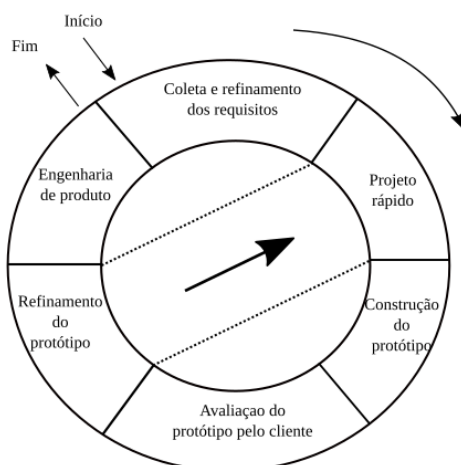 Início
Fim
Coleta e refinamento
dos requisitos
Projeto
rápido
Construção
do
protótipo
Avaliaçao do
protótipo pelo cliente
Refinamento
do
protótipo
Engenharia
de produto